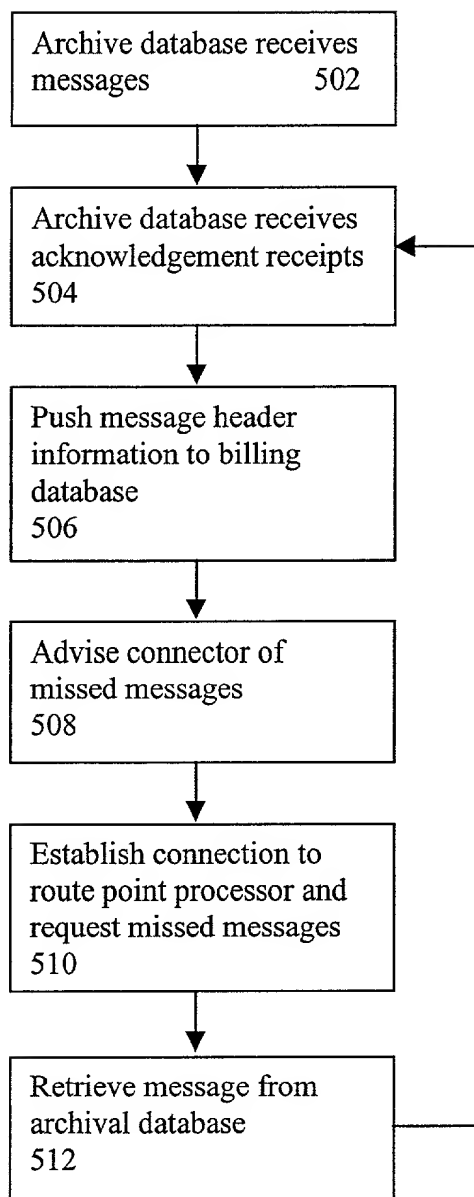 Archive database receives
messages 502
Archive database receives
acknowledgement receipts
504
Push message header
information to billing
database
506
Advise connector of
missed messages
508
Establish connection to
route point processor and
request missed messages
510
Retrieve message from
archival database
512